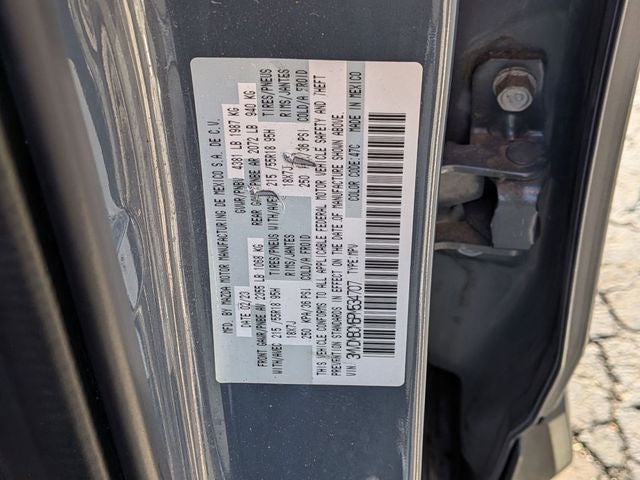 MFD. BY MAZDA MOTOR MANUFACTURING DE MEXICO S.A. DE C.V.
DATE 02/23 GVWR/PNBV 4381 LB 1987 KG
FRONT GAWR/PNBE AV 2355 LB 1068 KG REAR GAWR/PNBE AR 2072 LB 940 KG
WITH/AVEC 215 /55R18 95H TIRES/PNEUS WITH/AVEC 215 /55R18 95H TIRES/PNEUS
18X7J RIMS/JANTES 18X7J RIMS/JANTES
250 KPA/36 PSI COLD/A FROID 250 /36 PSI COLD/A FROID
THIS VEHICLE CONFORMS TO ALL APPLICABLE FEDERAL MOTOR VEHICLE SAFETY AND THEFT
PREVENTION STANDARDS IN EFFECT ON THE DATE OF MANUFACTURE SHOWN ABOVE.
VIN: TYPE: MPV COLOR CODE: 47C MADE IN MEXICO